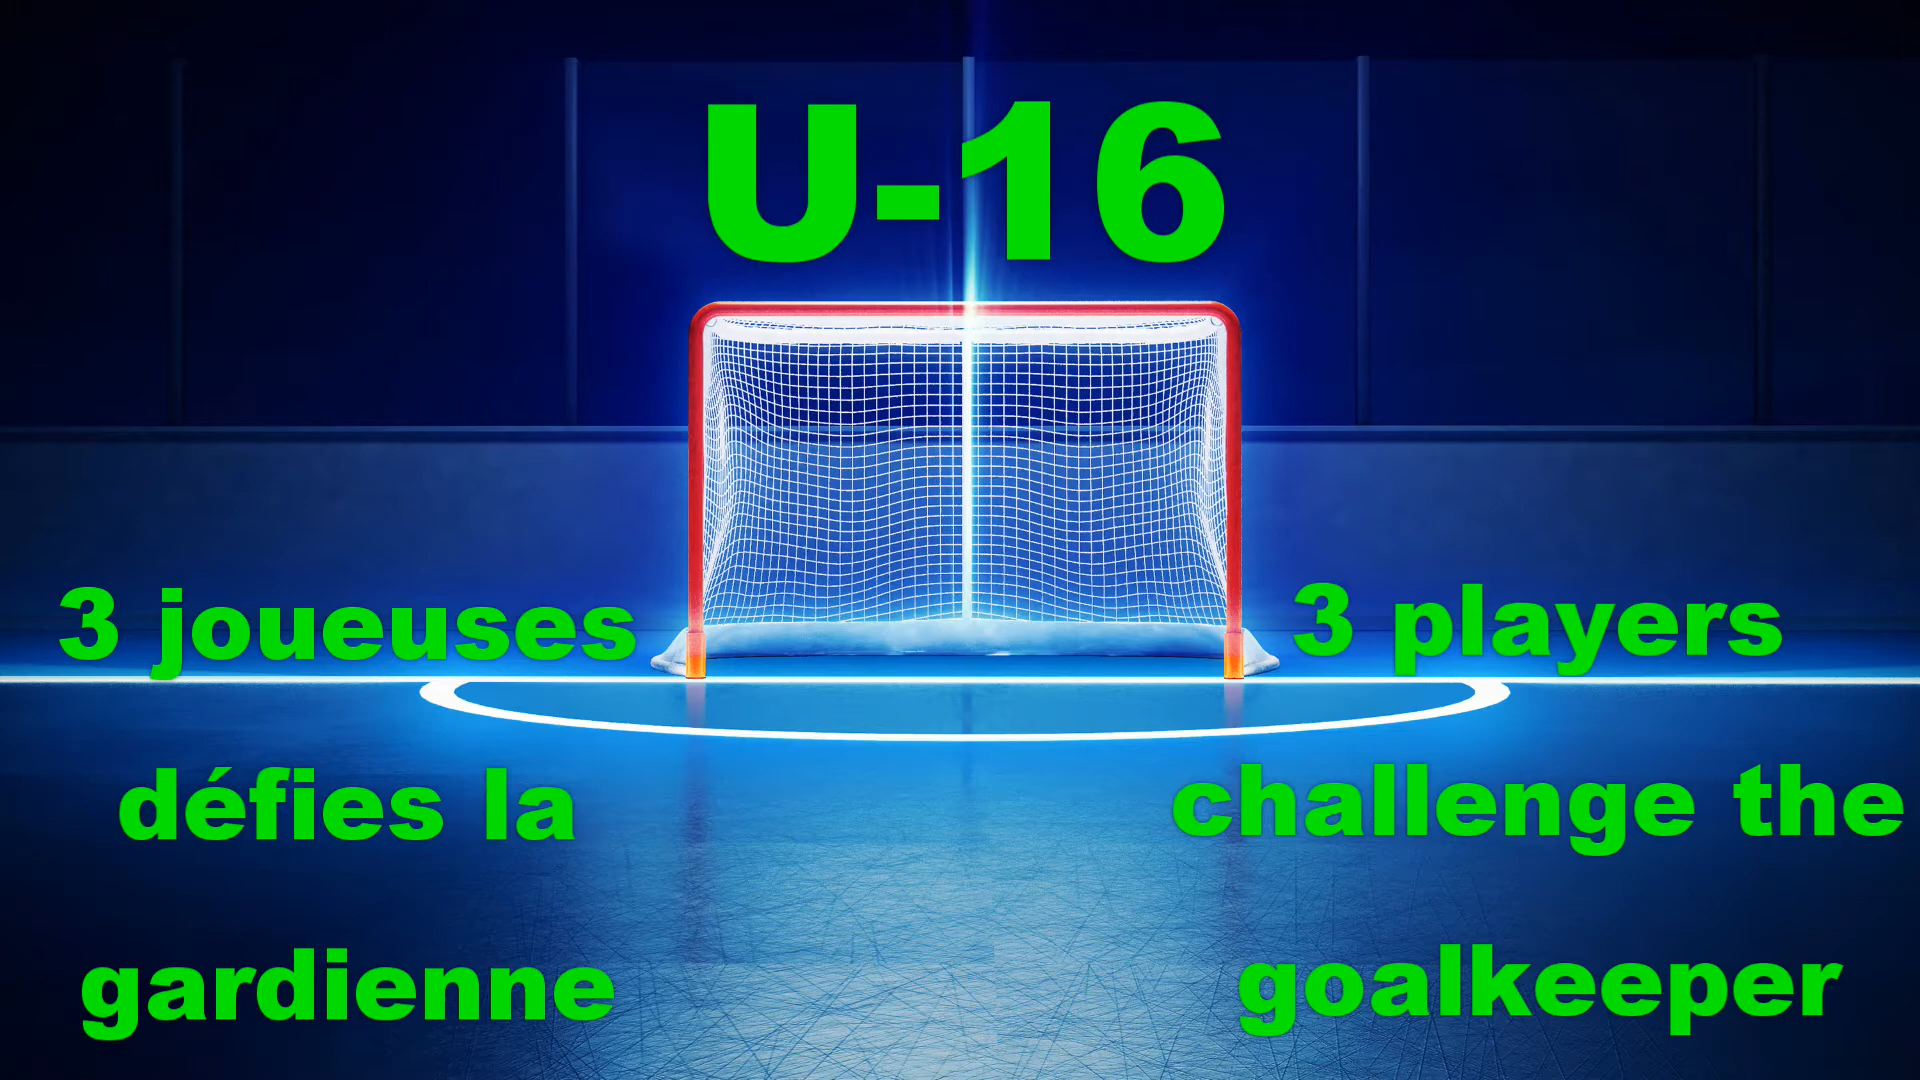 U-16
3 joueuses
défies la
gardienne
3 players
challenge the
goalkeeper